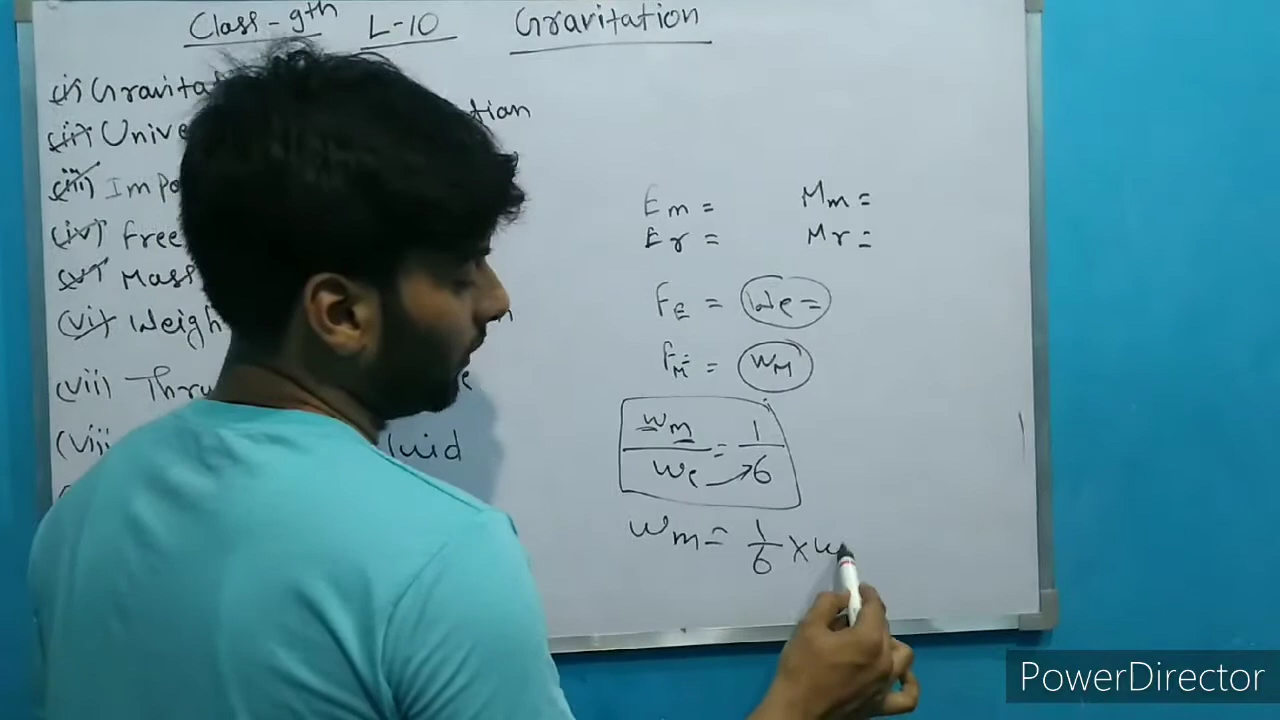 Class-9th L-10 Gravitation
(i) Gravitat
tion
(ii) Unive
(iii) Impo
(iv) Free
(v) Mass
(vi) Weigh
(vii) Thru
(viii
luid
Em = Mm =
Er = Mr =
FE = We =
FM = WM
wm/we = 1/6
wm = 1/6 × w
PowerDirector